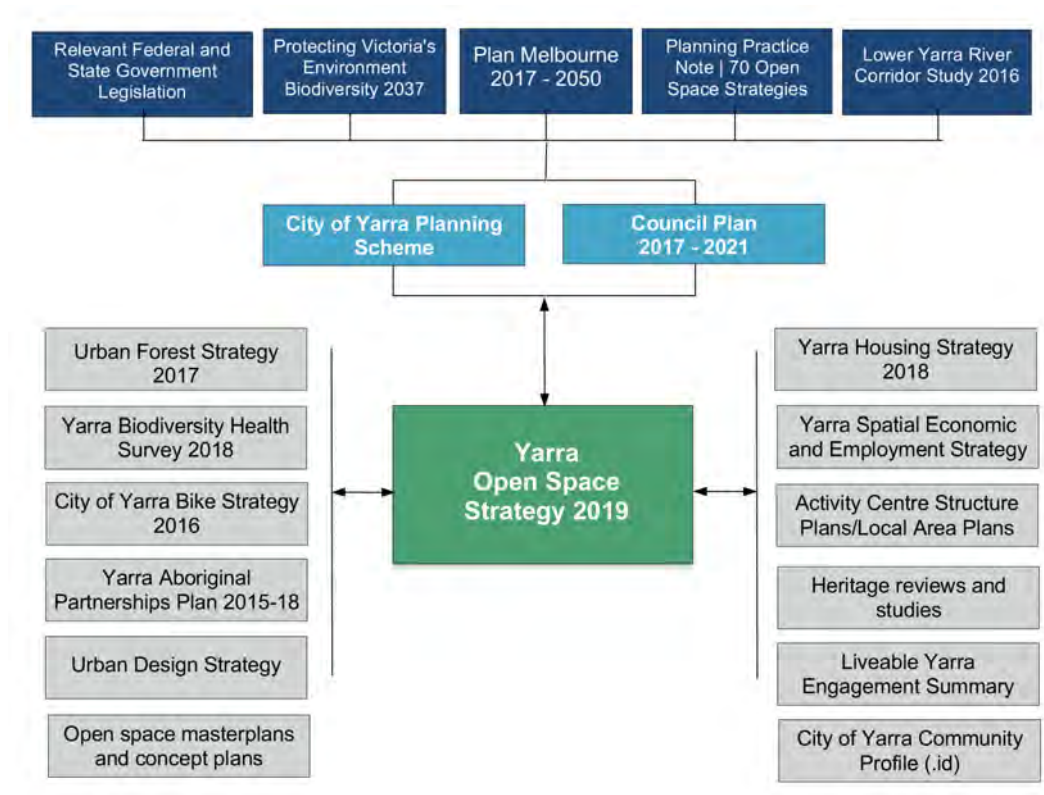 Relevant Federal and
State Government
Legislation
Protecting Victoria's
Environment
Biodiversity 2037
Plan Melbourne
2017 - 2050
Planning Practice
Note | 70 Open
Space Strategies
Lower Yarra River
Corridor Study 2016
City of Yarra Planning
Scheme
Council Plan
2017 - 2021
Urban Forest Strategy
2017
Yarra Biodiversity Health
Survey 2018
City of Yarra Bike Strategy
2016
Yarra Aboriginal
Partnerships Plan 2015-18
Urban Design Strategy
Open space masterplans
and concept plans
Yarra
Open Space
Strategy 2019
Yarra Housing Strategy
2018
Yarra Spatial Economic
and Employment Strategy
Activity Centre Structure
Plans/Local Area Plans
Heritage reviews and
studies
Liveable Yarra
Engagement Summary
City of Yarra Community
Profile (.id)